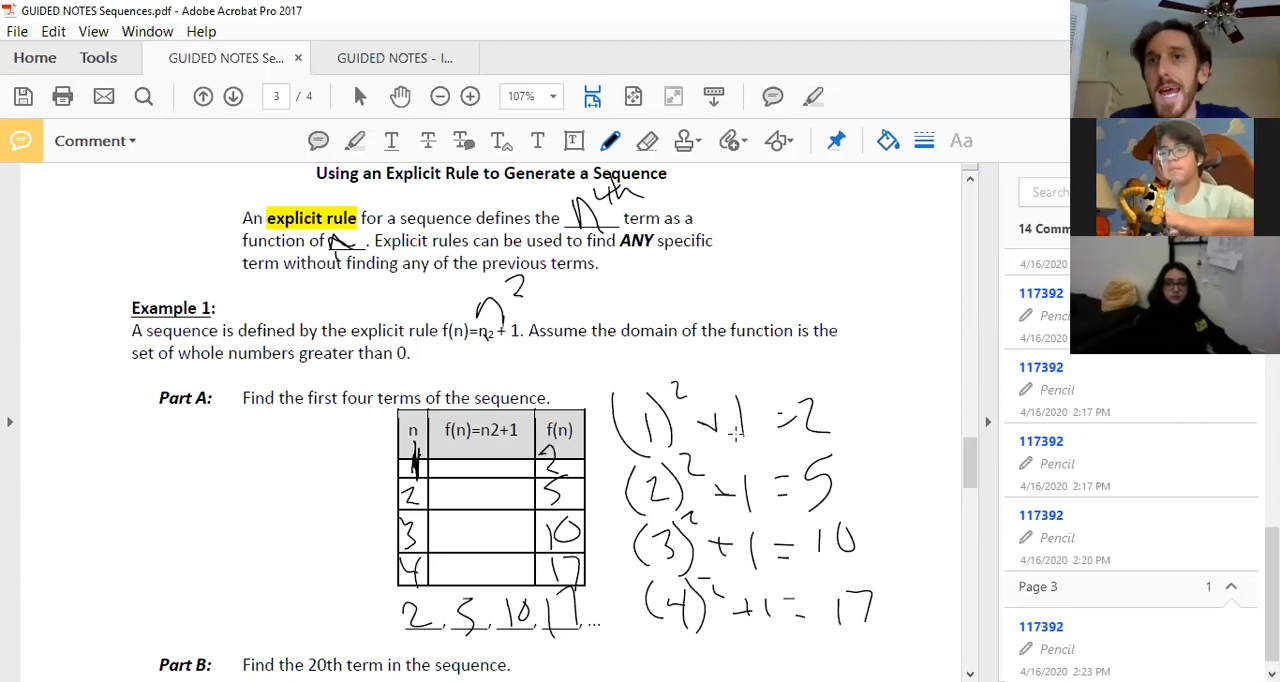 GUIDED NOTES Sequences.pdf - Adobe Acrobat Pro 2017
File Edit View Window Help
Home Tools GUIDED NOTES Se... × GUIDED NOTES - I...
3 / 4 107%
Comment
Aa
Using an Explicit Rule to Generate a Sequence
An explicit rule for a sequence defines the nth term as a
function of n. Explicit rules can be used to find ANY specific
term without finding any of the previous terms.
n2
Example 1:
A sequence is defined by the explicit rule f(n)=n2 + 1. Assume the domain of the function is the
set of whole numbers greater than 0.
Part A: Find the first four terms of the sequence.
n f(n)=n2+1 f(n)
1 2
2 5
3 10
4 17
2, 5, 10, 17, ...
(1)2 +1 =2
(2)2 +1 = 5
(3)2 +1 = 10
(4)2 +1 = 17
Part B: Find the 20th term in the sequence.
Search
14 Comm
4/16/2020
117392
Pencil
4/16/2020
117392
Pencil
4/16/2020 2:17 PM
117392
Pencil
4/16/2020 2:17 PM
117392
Pencil
4/16/2020 2:20 PM
Page 3 1
117392
Pencil
4/16/2020 2:23 PM